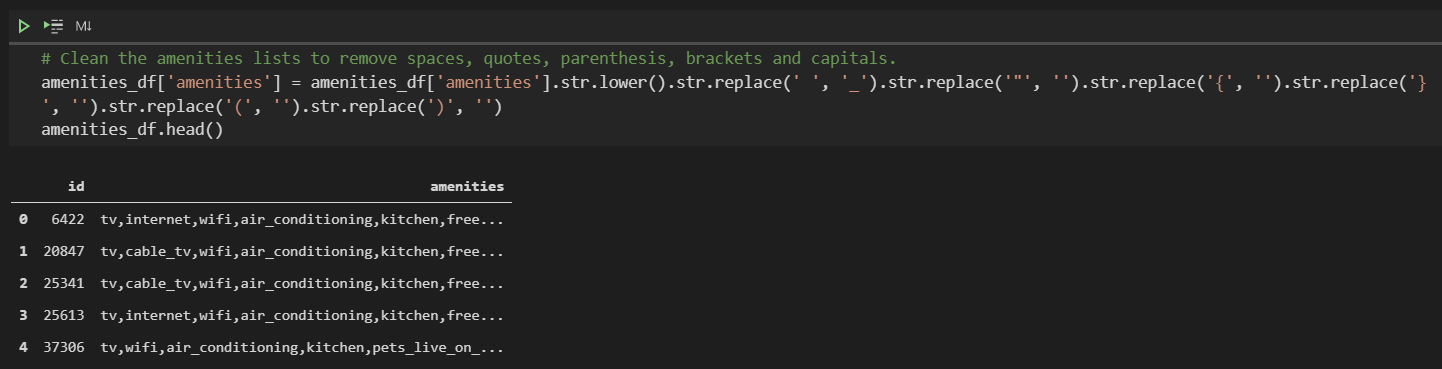 M↓
# Clean the amenities lists to remove spaces, quotes, parenthesis, brackets and capitals.
amenities_df['amenities'] = amenities_df['amenities'].str.lower().str.replace(' ', '_').str.replace('"', '').str.replace('{', '').str.replace('}
', '').str.replace('(', '').str.replace(')', '')
amenities_df.head()
id amenities
0 6422 tv,internet,wifi,air_conditioning,kitchen,free...
1 20847 tv,cable_tv,wifi,air_conditioning,kitchen,free...
2 25341 tv,cable_tv,wifi,air_conditioning,kitchen,free...
3 25613 tv,internet,wifi,air_conditioning,kitchen,free...
4 37306 tv,wifi,air_conditioning,kitchen,pets_live_on_...